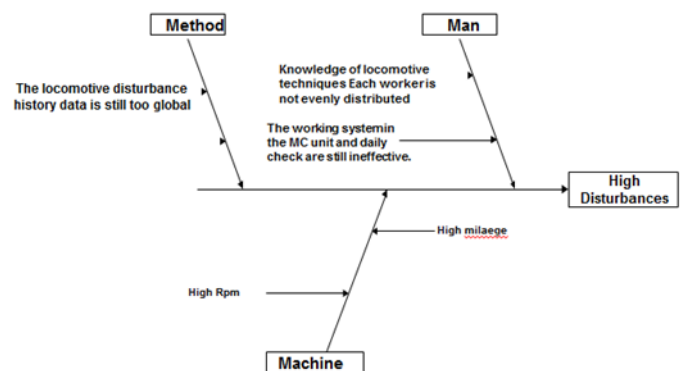 Method
Man
The locomotive disturbance
history data is still too global
Knowledge of locomotive
techniques Each worker is
not evenly distributed
The working systemin
the MC unit and daily
check are still ineffective.
High
Disturbances
High milaege
High Rpm
Machine